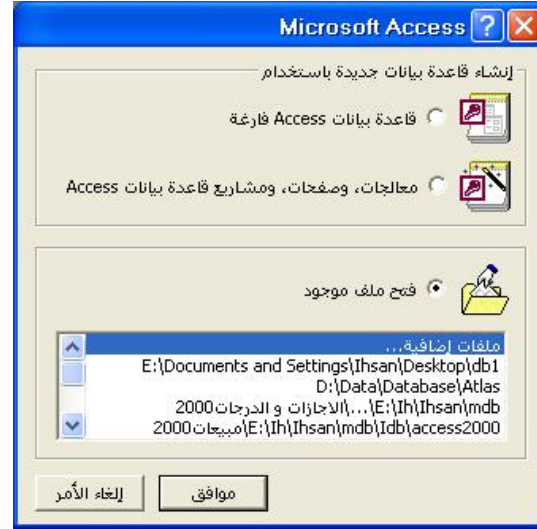 Microsoft Access
إنشاء قاعدة بيانات جديدة باستخدام
قاعدة بيانات Access فارغة
معالجات، وصفحات، ومشاريع قاعدة بيانات Access
فتح ملف موجود
ملفات إضافية...
E:\Documents and Settings\Ihsan\Desktop\db1
D:\Data\Database\Atlas
E:\Ih\Ihsan\mdb\...\الاجازات و الدرجات2000
E:\Ih\Ihsan\mdb\Idb\access2000\مبيعات2000
موافق
إلغاء الأمر